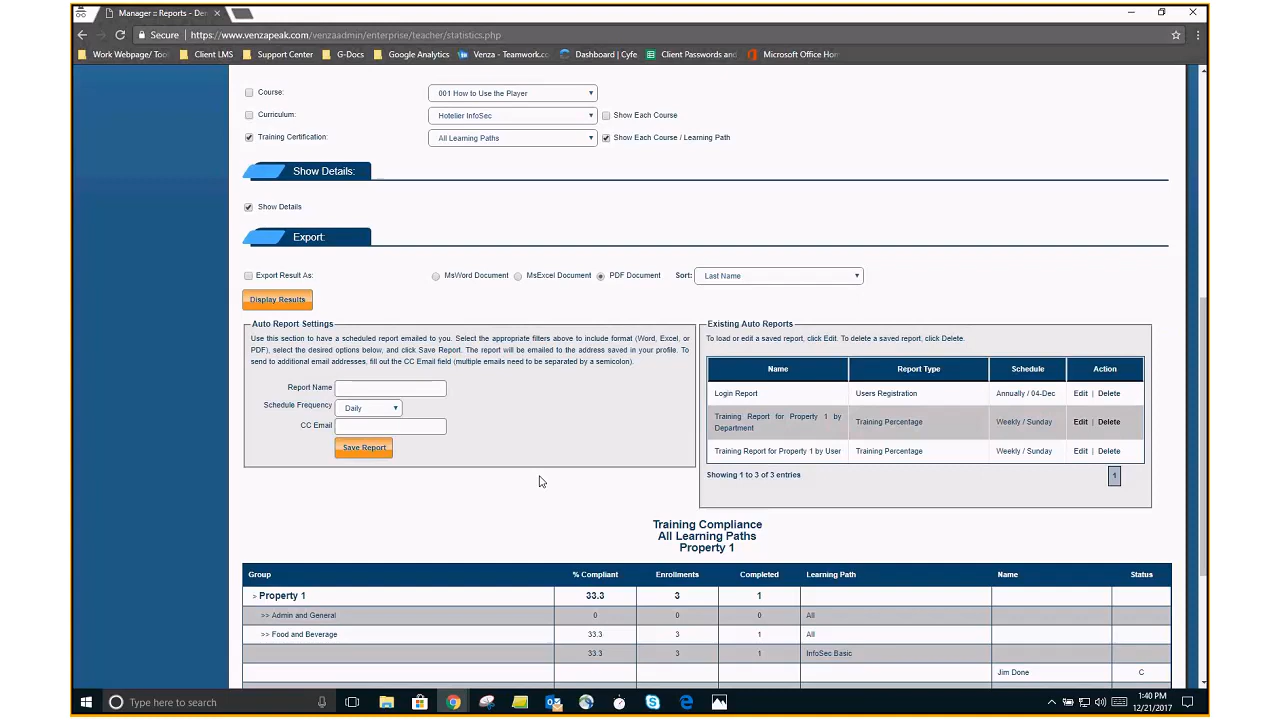 Manager :: Reports - De
Secure https://www.venzapeak.com/venzaadmin/enterprise/teacher/statistics.php
Work Webpage/ Too Client LMS Support Center G-Docs Google Analytics Venza - Teamwork.co Dashboard | Cyfe Client Passwords and Microsoft Office Hom
Course: 001 How to Use the Player
Curriculum: Hotelier InfoSec Show Each Course
Training Certification: All Learning Paths Show Each Course / Learning Path
Show Details:
Show Details
Export:
Export Result As: MsWord Document MsExcel Document PDF Document Sort: Last Name
Display Results
Auto Report Settings
Use this section to have a scheduled report emailed to you. Select the appropriate filters above to include format (Word, Excel, or
PDF), select the desired options below, and click Save Report. The report will be emailed to the address saved in your profile. To
send to additional email addresses, fill out the CC Email field (multiple emails need to be separated by a semicolon).
Report Name
Schedule Frequency Daily
CC Email
Save Report
Existing Auto Reports
To load or edit a saved report, click Edit. To delete a saved report, click Delete.
Name Report Type Schedule Action
Login Report Users Registration Annually / 04-Dec Edit | Delete
Training Report for Property 1 by
Department Training Percentage Weekly / Sunday Edit | Delete
Training Report for Property 1 by User Training Percentage Weekly / Sunday Edit | Delete
Showing 1 to 3 of 3 entries 1
Training Compliance
All Learning Paths
Property 1
Group % Compliant Enrollments Completed Learning Path Name Status
> Property 1 33.3 3 1
>> Admin and General 0 0 0 All
>> Food and Beverage 33.3 3 1 All
33.3 3 1 InfoSec Basic
Jim Done C
Type here to search
1:40 PM
12/21/2017